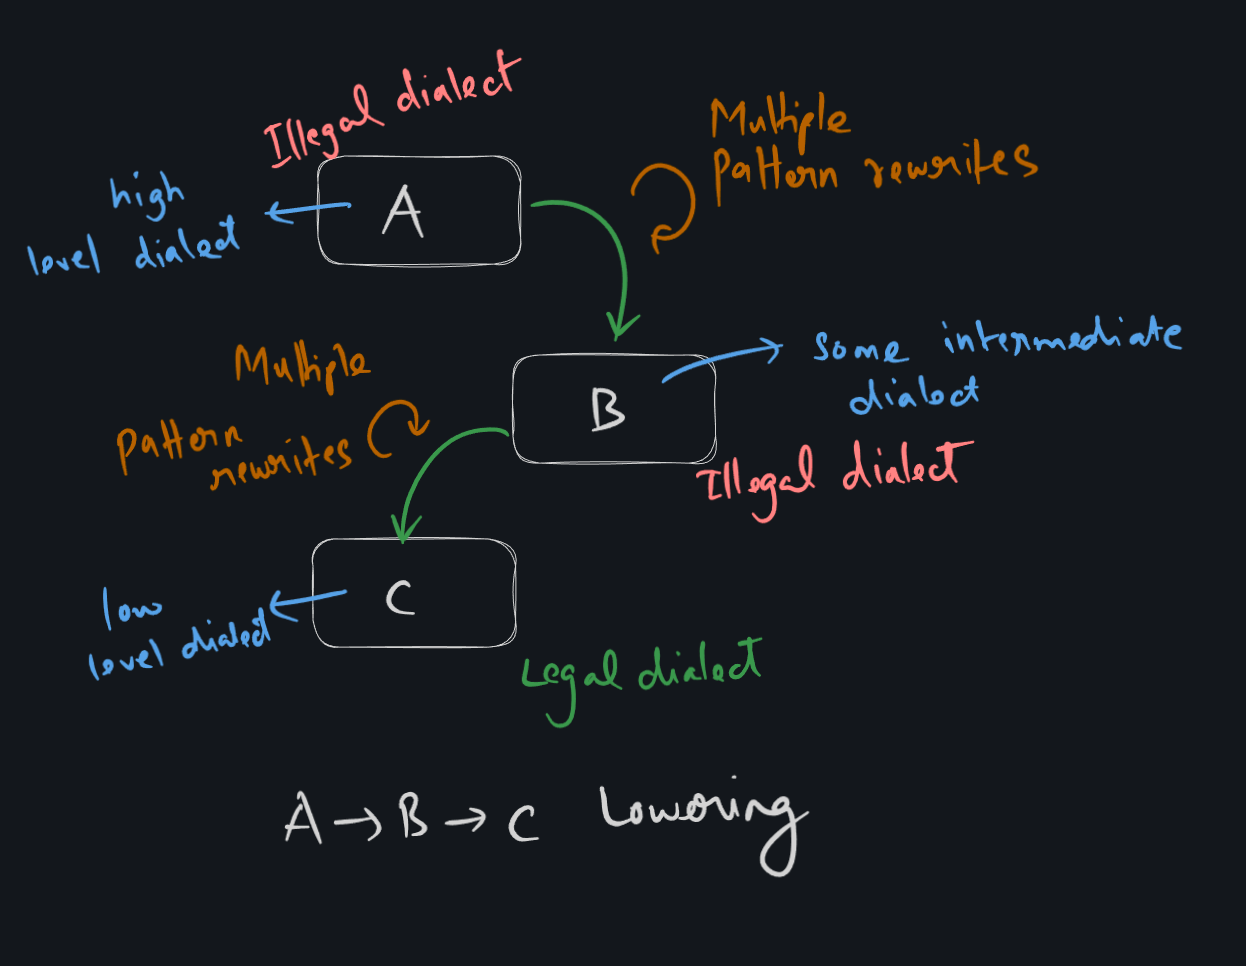 Illegal dialect
high
level dialect
A
Multiple
Pattern rewrites
B
some intermediate
dialect
Illegal dialect
Multiple
Pattern
rewrites
C
low
level dialect
Legal dialect
A → B → C Lowering